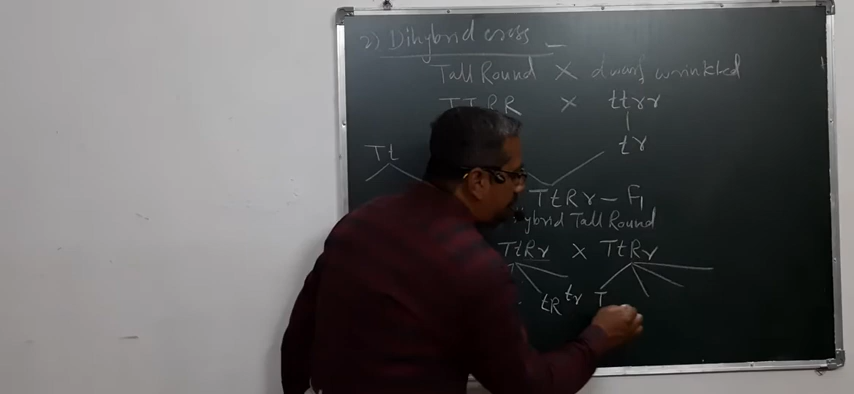 2) Dihybrid cross
Tall Round X dwarf wrinkled
TTRR X ttrr
tr
Tt
TtRr - F1
Hybrid Tall Round
TtRr X TtRr
tR tr T